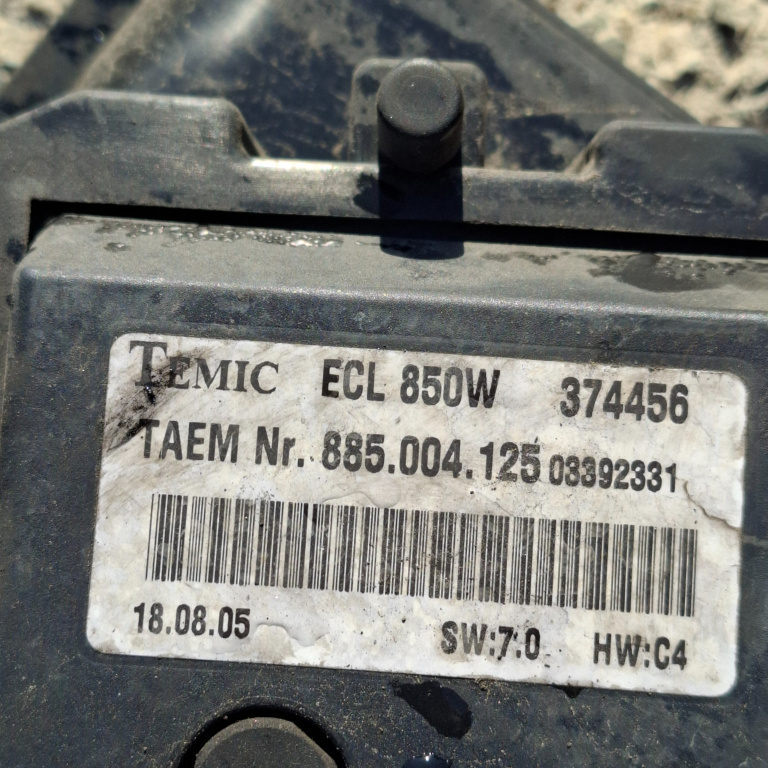 TEMIC ECL 850W 374456
TAEM Nr. 885.004.125 03392331
18.08.05 SW:7.0 HW:C4